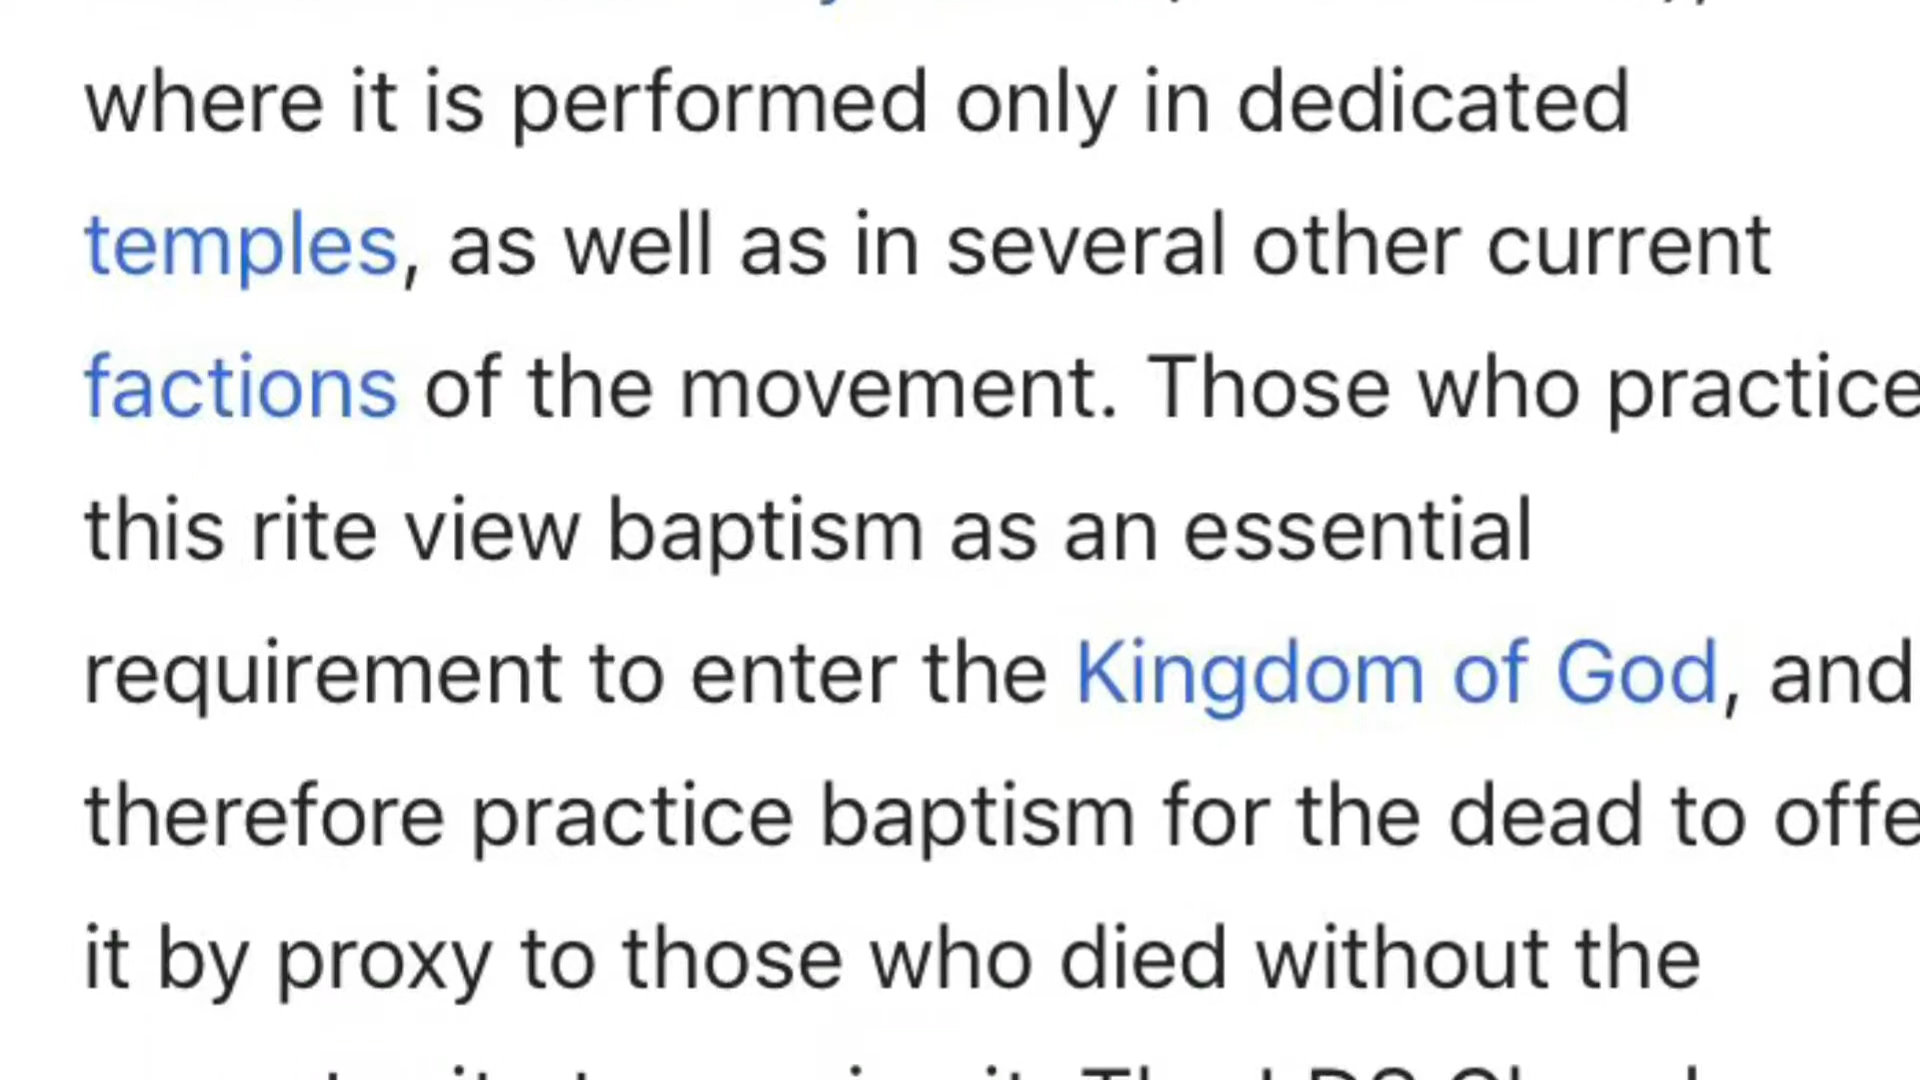 where it is performed only in dedicated
temples, as well as in several other current
factions of the movement. Those who practice
this rite view baptism as an essential
requirement to enter the Kingdom of God, and
therefore practice baptism for the dead to offe
it by proxy to those who died without the